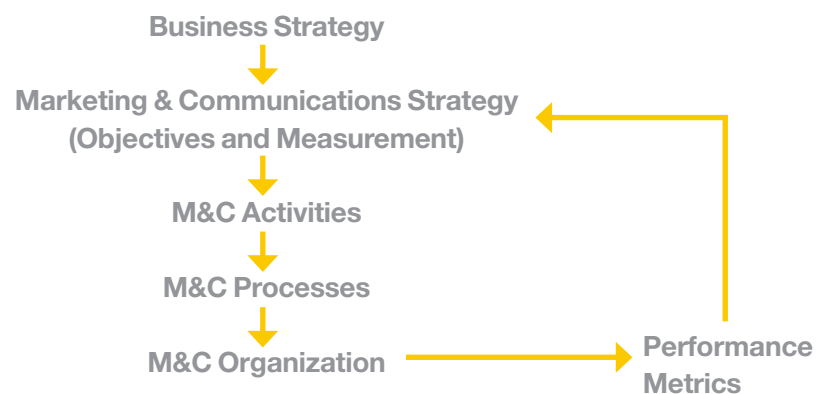 Business Strategy
Marketing & Communications Strategy
(Objectives and Measurement)
M&C Activities
M&C Processes
M&C Organization
Performance
Metrics